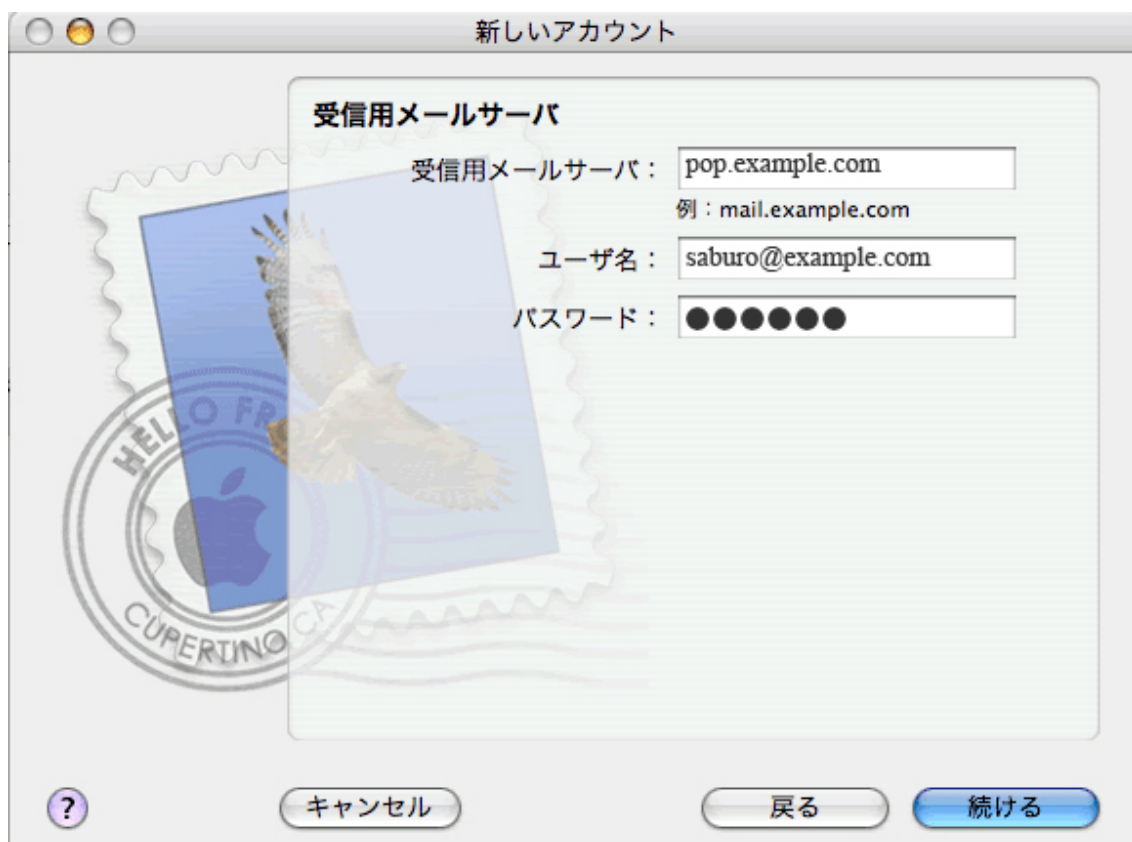 新しいアカウント
受信用メールサーバ
受信用メールサーバ： pop.example.com
例：mail.example.com
ユーザ名： saburo@example.com
パスワード： ●●●●●●
HELLO FRO
CUPERTINO CA
? キャンセル 戻る 続ける